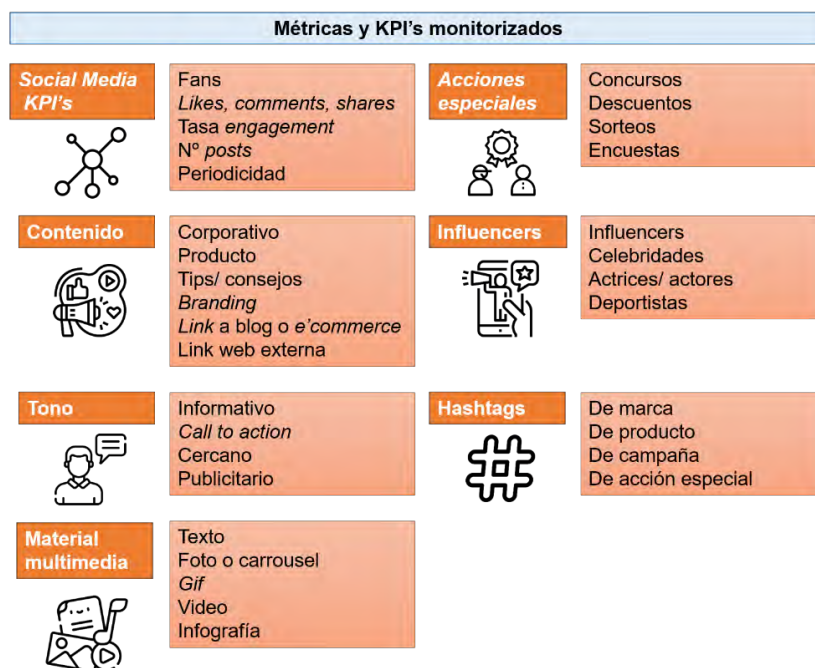 Métricas y KPI's monitorizados
Social Media
KPI's
Fans
Likes, comments, shares
Tasa engagement
Nº posts
Periodicidad
Acciones
especiales
Concursos
Descuentos
Sorteos
Encuestas
Contenido
Corporativo
Producto
Tips/ consejos
Branding
Link a blog o e'commerce
Link web externa
Influencers
Influencers
Celebridades
Actrices/ actores
Deportistas
Tono
Informativo
Call to action
Cercano
Publicitario
Hashtags
De marca
De producto
De campaña
De acción especial
Material
multimedia
Texto
Foto o carrousel
Gif
Video
Infografía